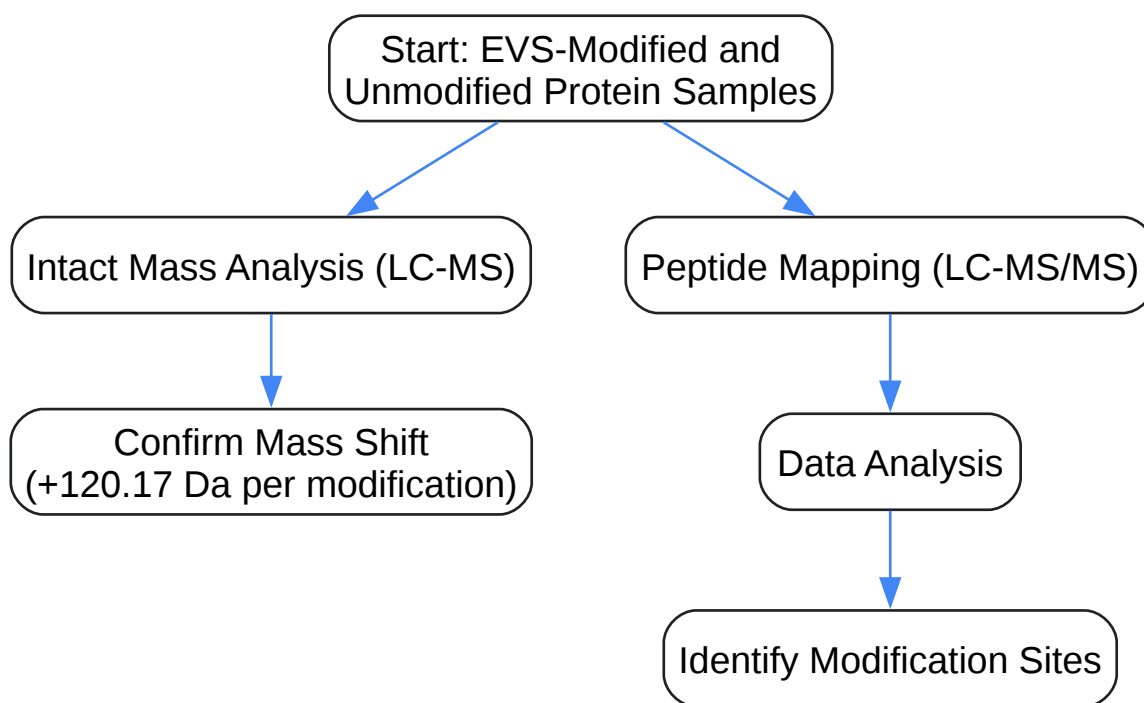 Start: EVS-Modified and
Unmodified Protein Samples
Intact Mass Analysis (LC-MS)
Peptide Mapping (LC-MS/MS)
Confirm Mass Shift
(+120.17 Da per modification)
Data Analysis
Identify Modification Sites